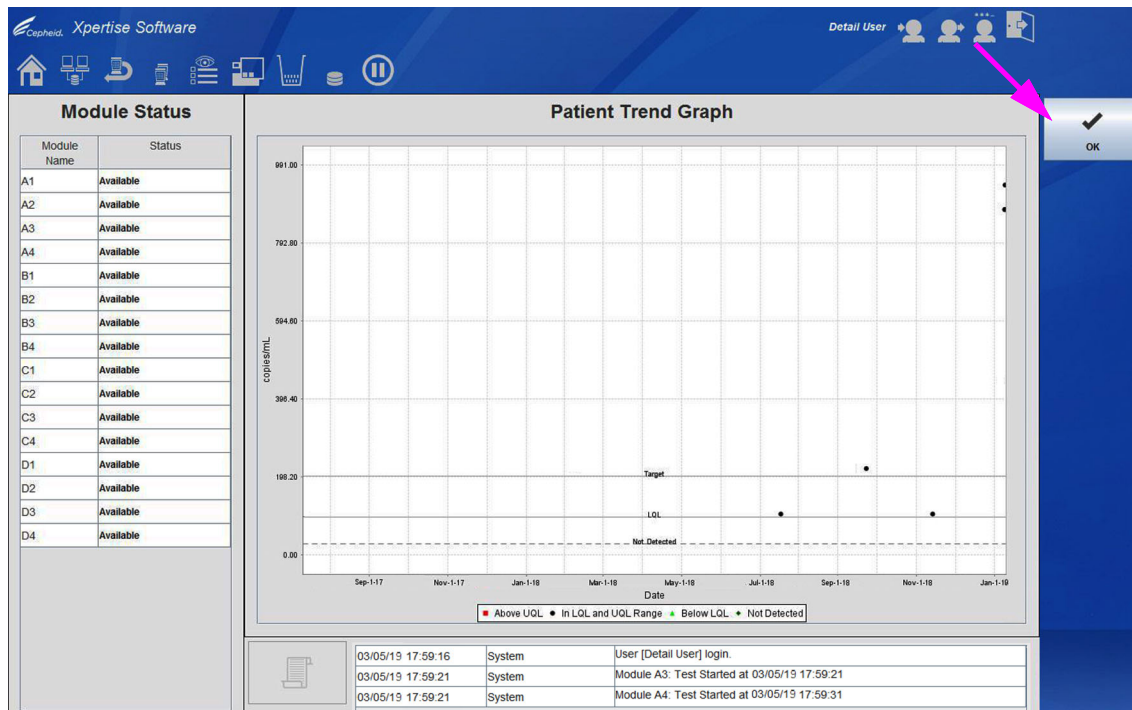 Cepheid. Xpertise Software
Detail User
OK
Module Status
Module Name Status
A1 Available
A2 Available
A3 Available
A4 Available
B1 Available
B2 Available
B3 Available
B4 Available
C1 Available
C2 Available
C3 Available
C4 Available
D1 Available
D2 Available
D3 Available
D4 Available
Patient Trend Graph
991.00
792.80
594.60
396.40
198.20
0.00
copies/mL
Target
LQL
Not Detected
Sep-1-17 Nov-1-17 Jan-1-18 Mar-1-18 May-1-18 Jul-1-18 Sep-1-18 Nov-1-18 Jan-1-19
Date
Above UQL In LQL and UQL Range Below LQL Not Detected
03/05/19 17:59:16 System User [Detail User] login.
03/05/19 17:59:21 System Module A3: Test Started at 03/05/19 17:59:21
03/05/19 17:59:21 System Module A4: Test Started at 03/05/19 17:59:31